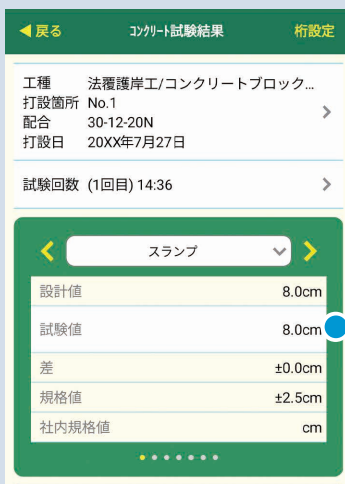 戻る コンクリート試験結果 桁設定
工種 法覆護岸工/コンクリートブロック...
打設箇所 No.1
配合 30-12-20N
打設日 20XX年7月27日
試験回数 (1回目) 14:36
スランプ
設計値 8.0cm
試験値 8.0cm
差 ±0.0cm
規格値 ±2.5cm
社内規格値 cm